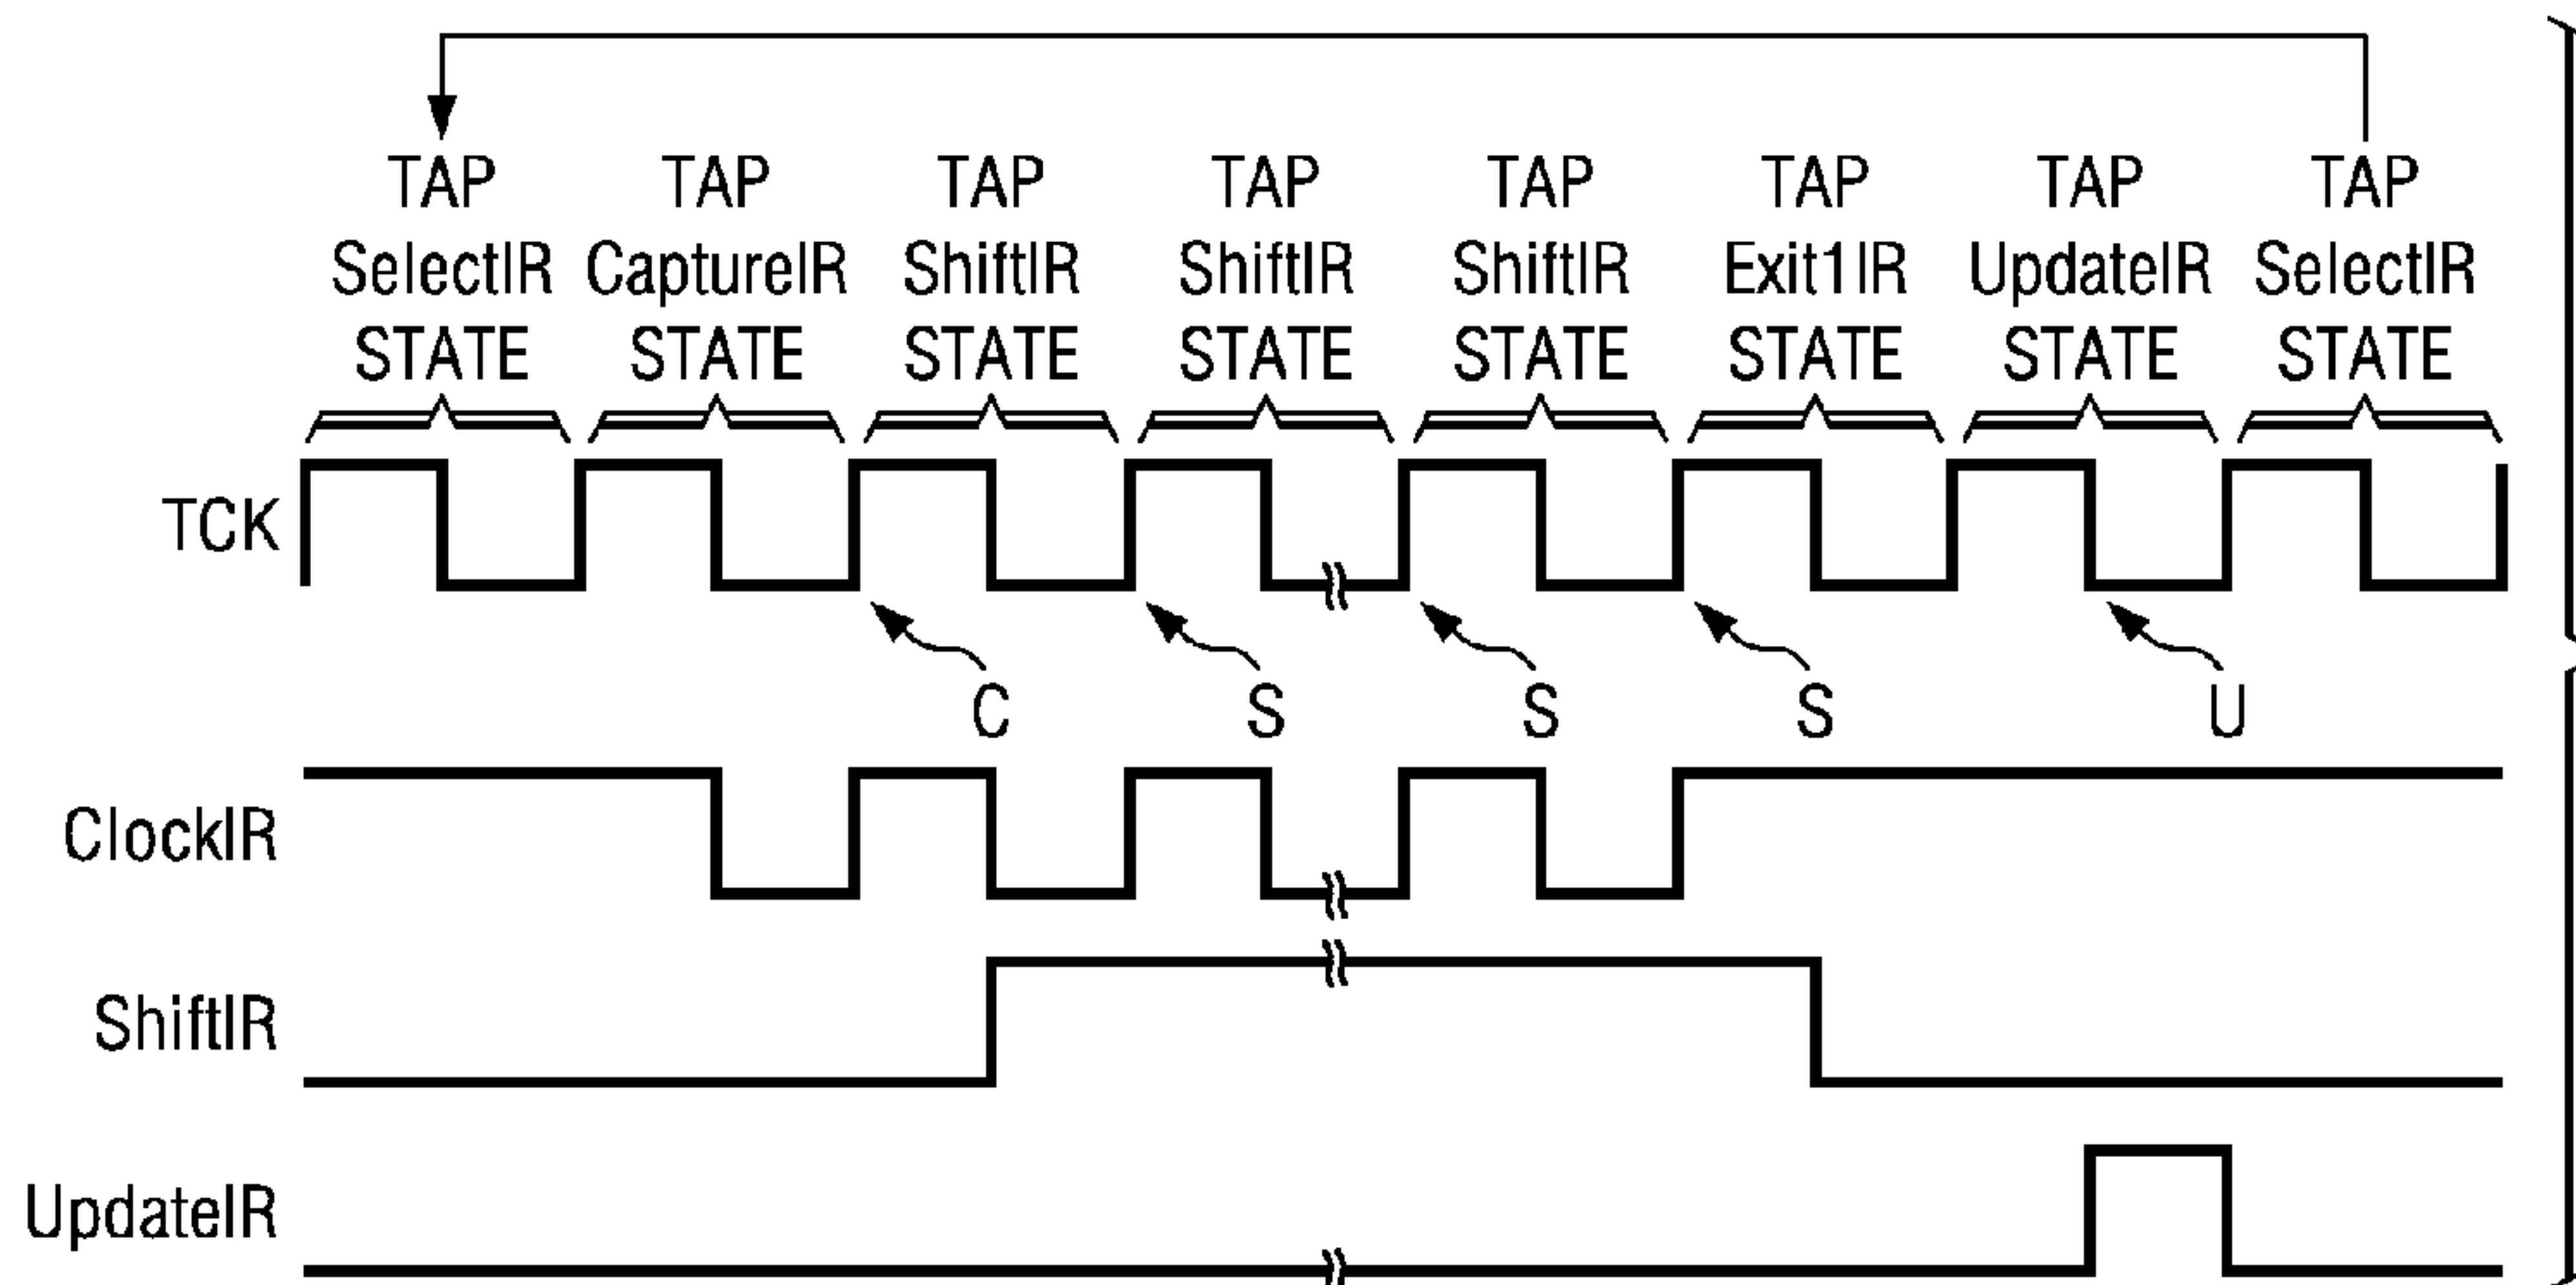 TAP TAP TAP TAP TAP TAP TAP TAP
SelectIR CaptureIR ShiftIR ShiftIR ShiftIR Exit1IR UpdateIR SelectIR
STATE STATE STATE STATE STATE STATE STATE STATE
TCK
C S S S U
ClockIR
ShiftIR
UpdateIR